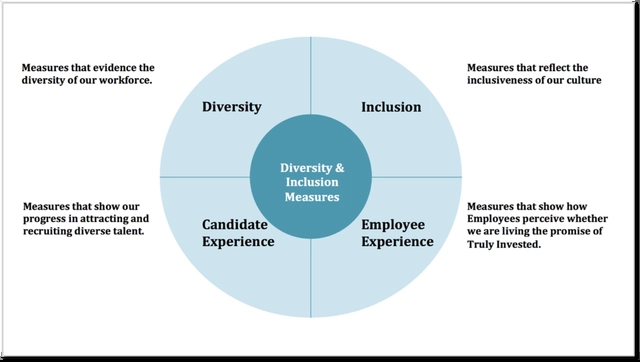 Measures that evidence the
diversity of our workforce.
Measures that reflect the
inclusiveness of our culture
Diversity
Inclusion
Diversity &
Inclusion
Measures
Measures that show our
progress in attracting and
recruiting diverse talent.
Candidate
Experience
Employee
Experience
Measures that show how
Employees perceive whether
we are living the promise of
Truly Invested.